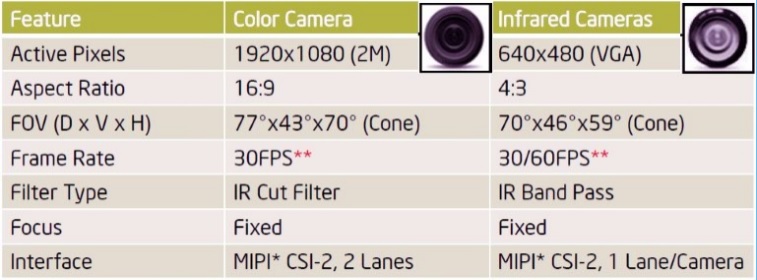 Feature Color Camera Infrared Cameras
Active Pixels 1920x1080 (2M) 640x480 (VGA)
Aspect Ratio 16:9 4:3
FOV (D x V x H) 77°x43°x70° (Cone) 70°x46°x59° (Cone)
Frame Rate 30FPS** 30/60FPS**
Filter Type IR Cut Filter IR Band Pass
Focus Fixed Fixed
Interface MIPI* CSI-2, 2 Lanes MIPI* CSI-2, 1 Lane/Camera